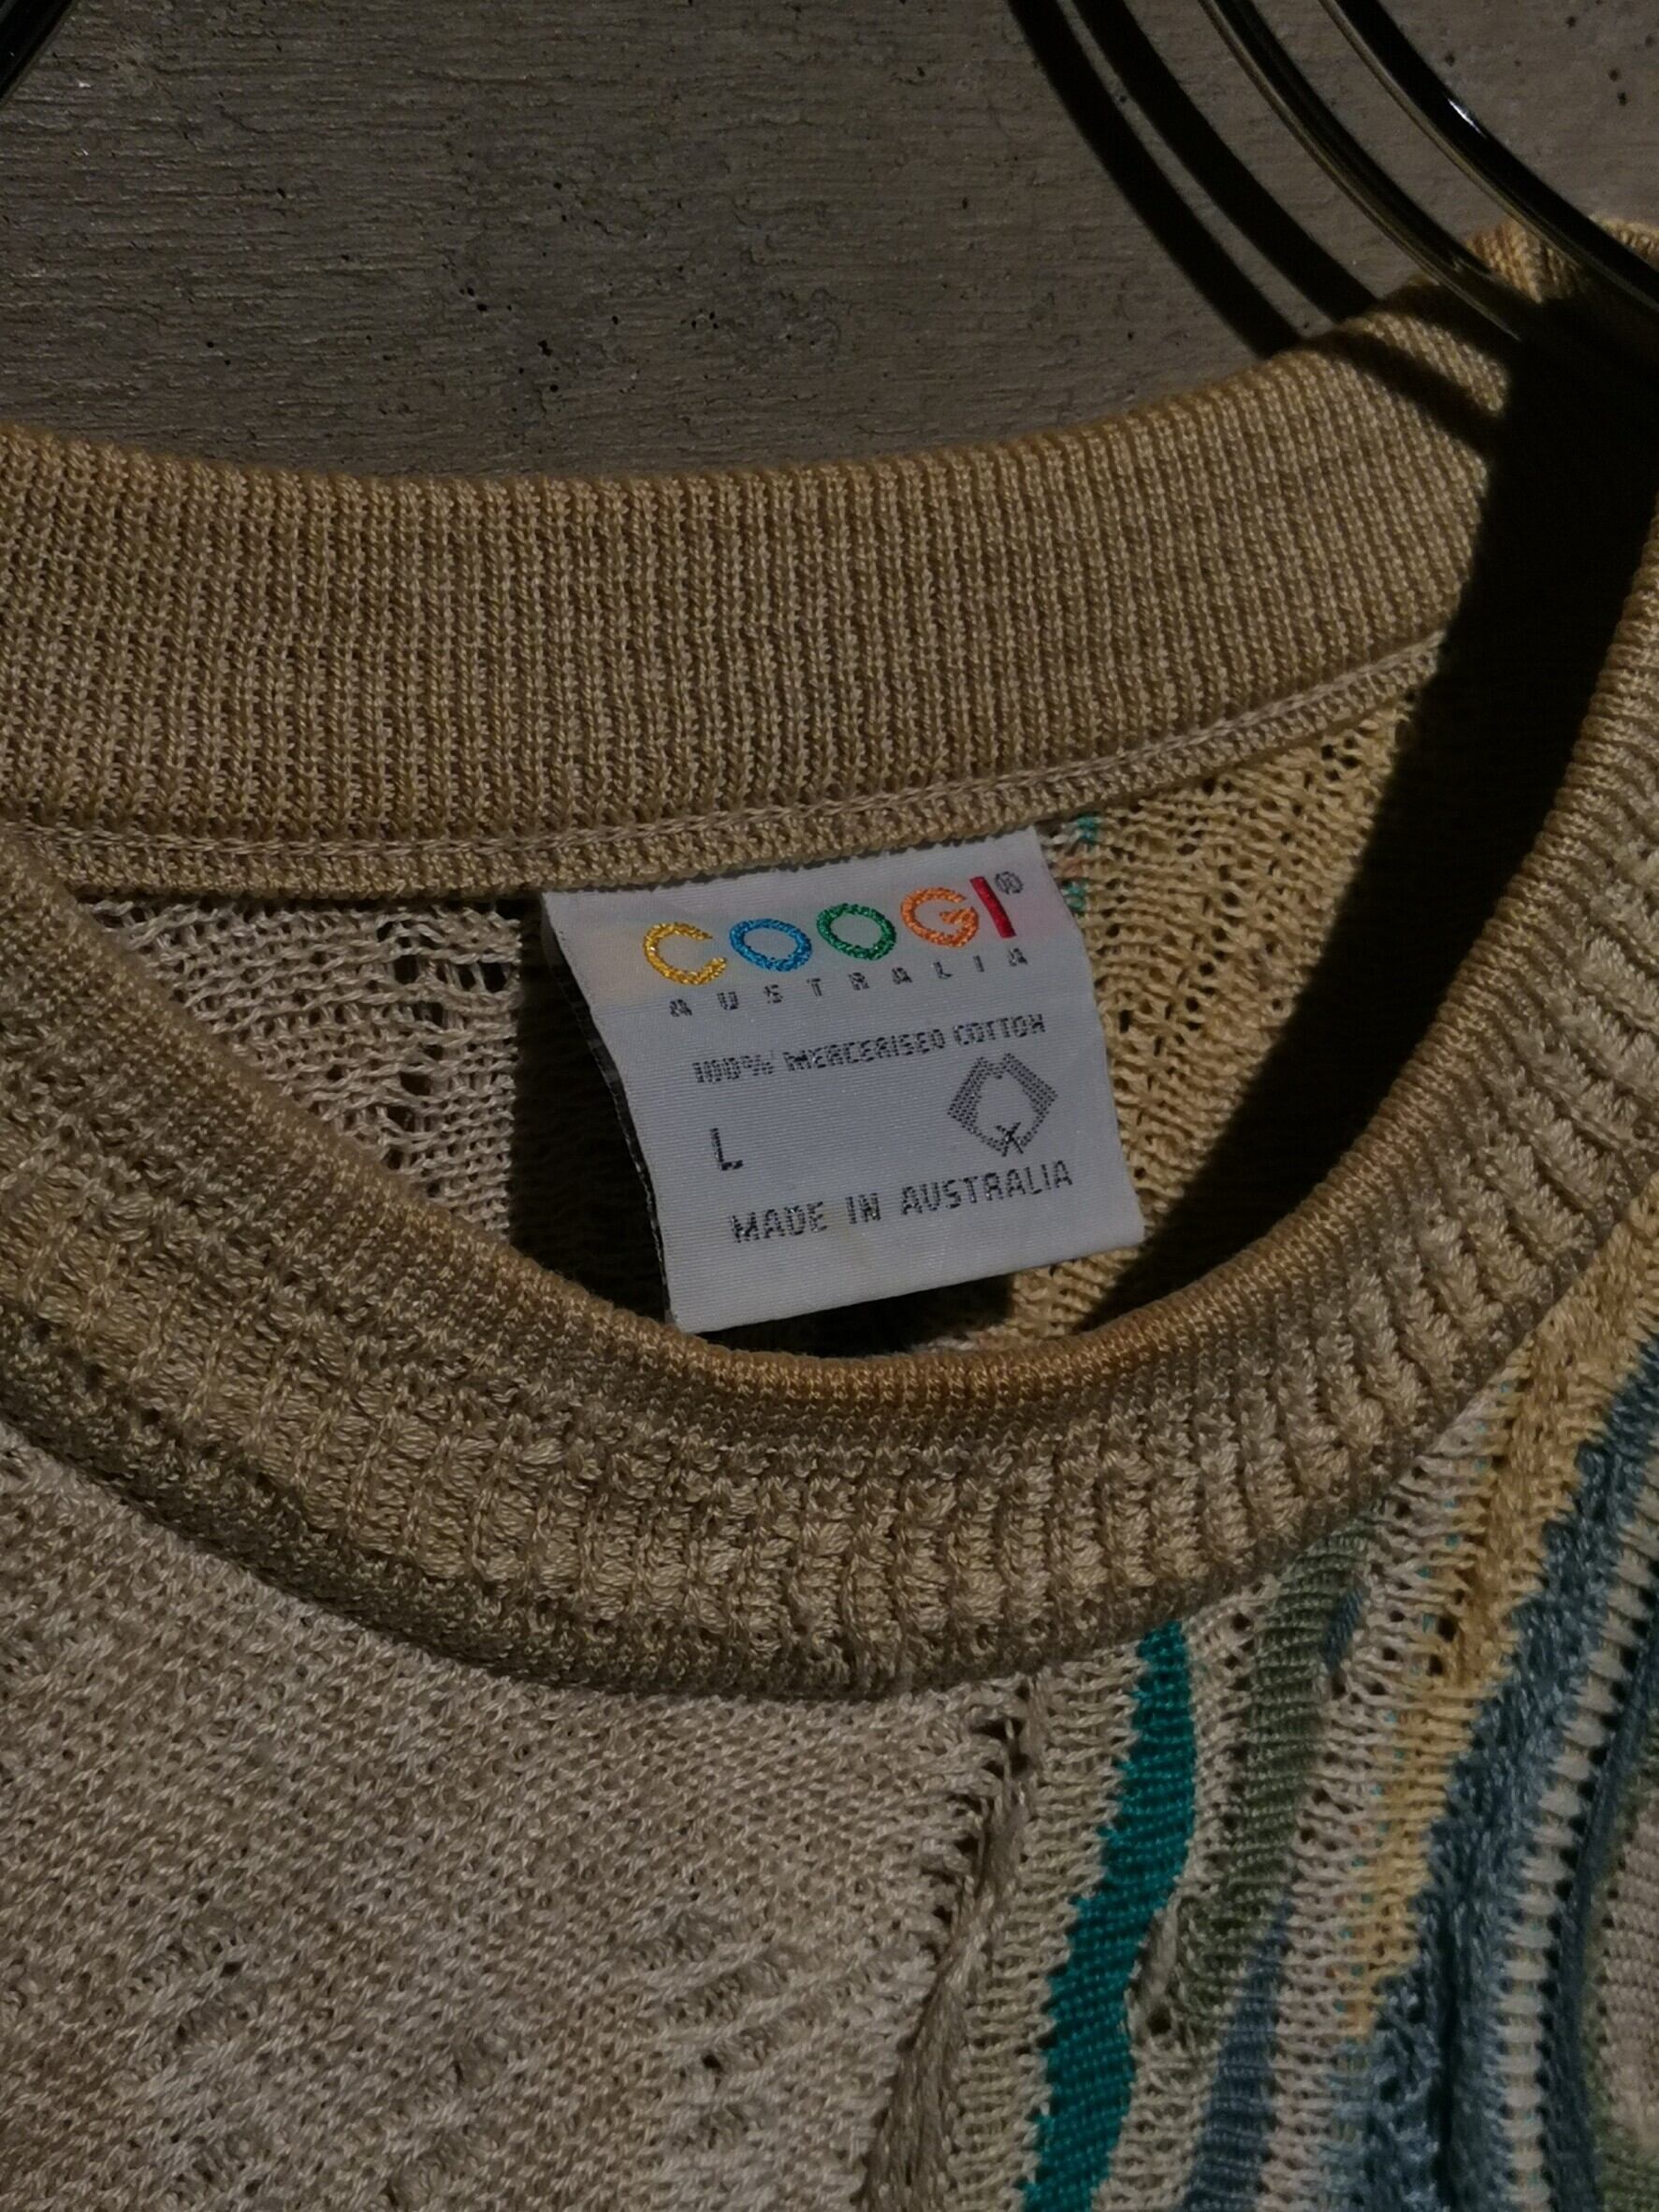 COOGI®
AUSTRALIA
100% MERCERISED COTTON
L
MADE IN AUSTRALIA